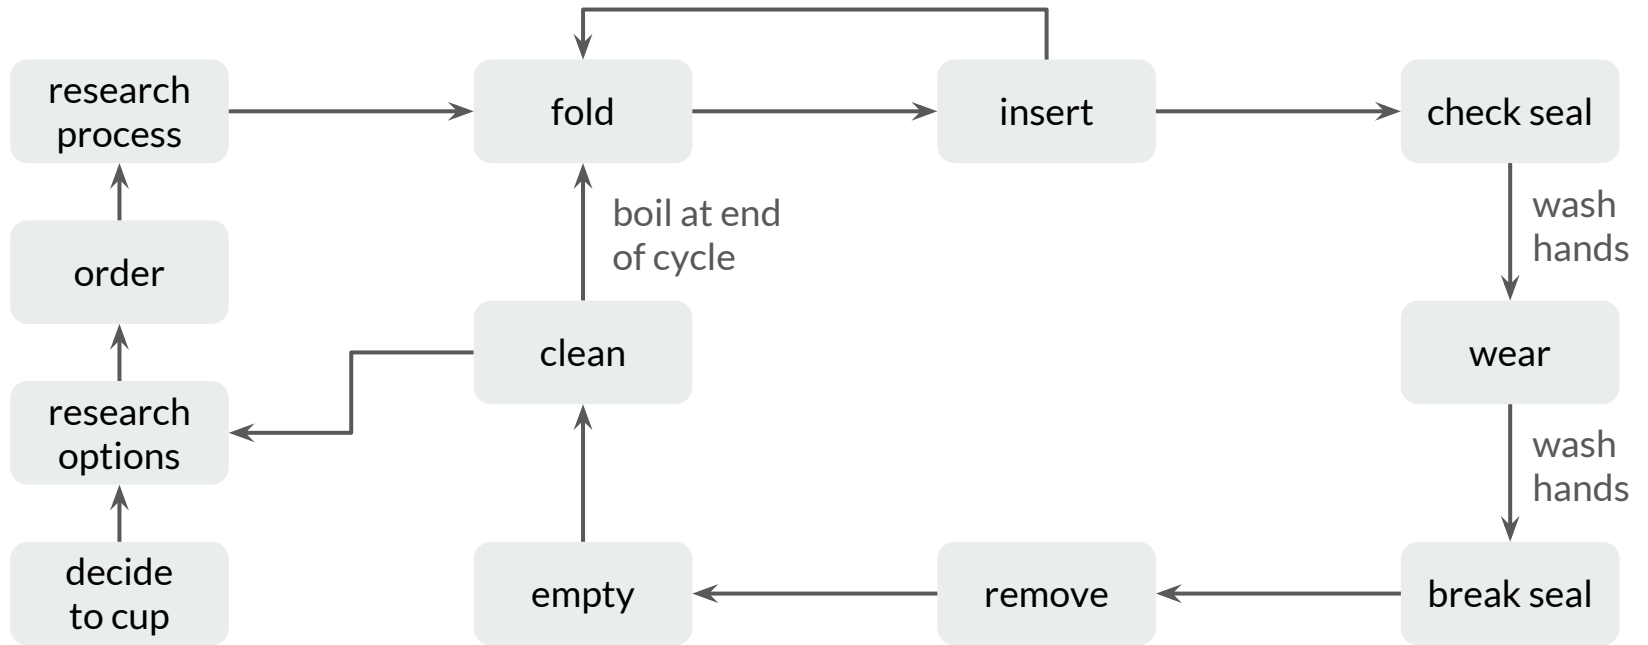 research
process
fold
insert
check seal
boil at end
of cycle
wash
hands
order
clean
wear
research
options
wash
hands
decide
to cup
empty
remove
break seal